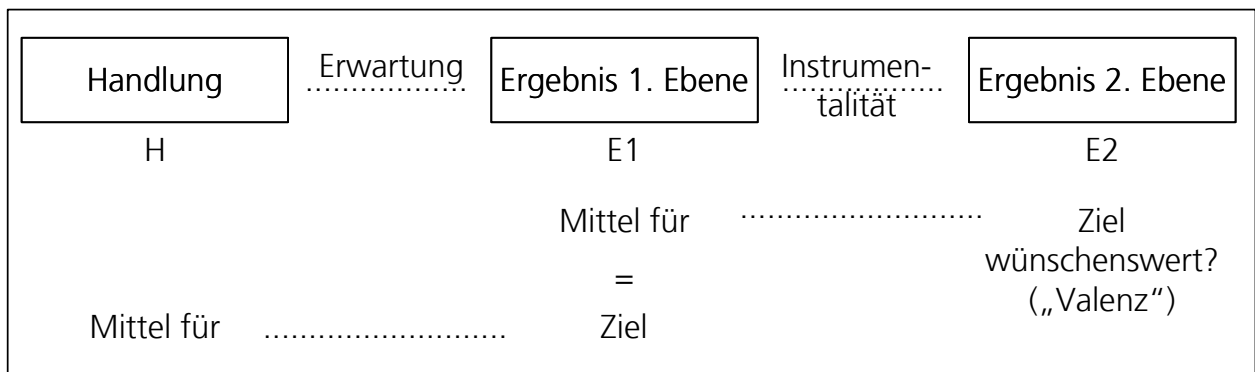 Handlung
Erwartung
Ergebnis 1. Ebene
Instrumen-
talität
Ergebnis 2. Ebene
H
E1
E2
Mittel für
Ziel
wünschenswert?
(„Valenz“)
=
Mittel für
Ziel